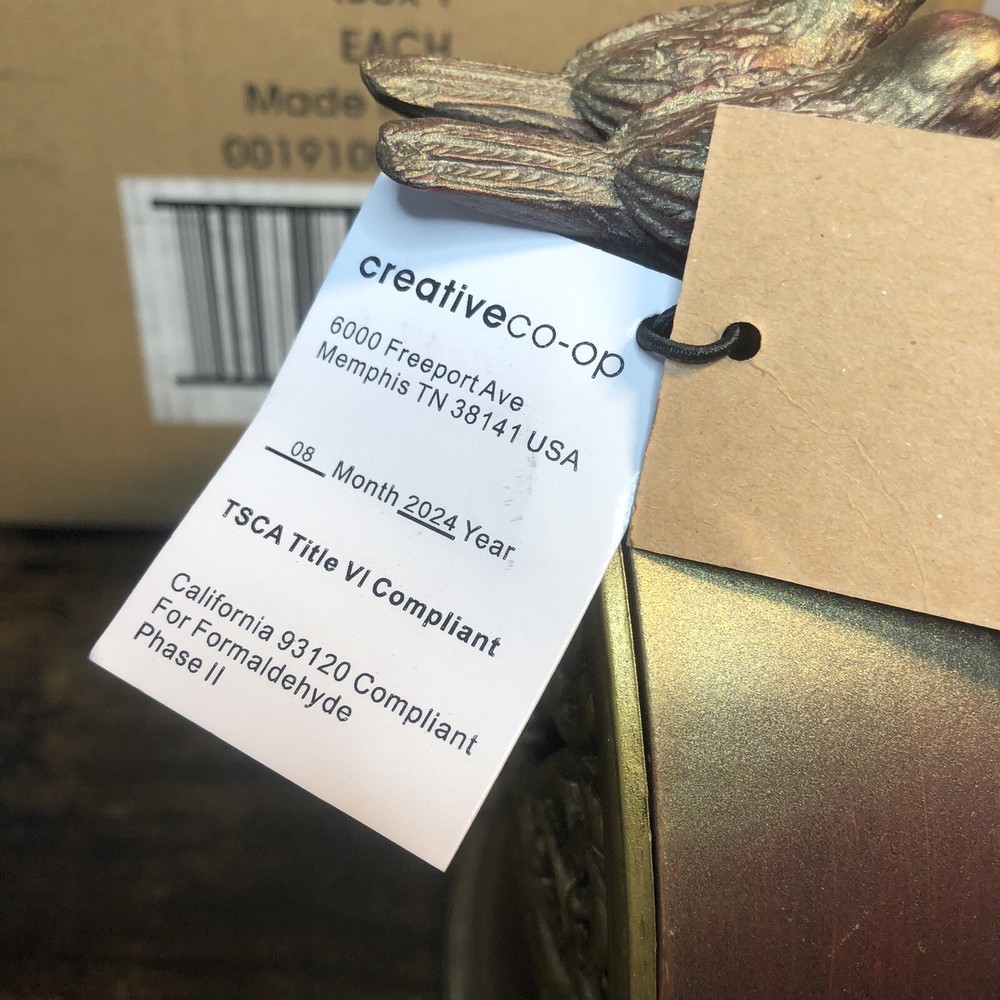 EACH
Made
creativeco-op
6000 Freeport Ave
Memphis TN 38141 USA
08 Month 2024 Year
TSCA Title VI Compliant
California 93120 Compliant
For Formaldehyde
Phase II